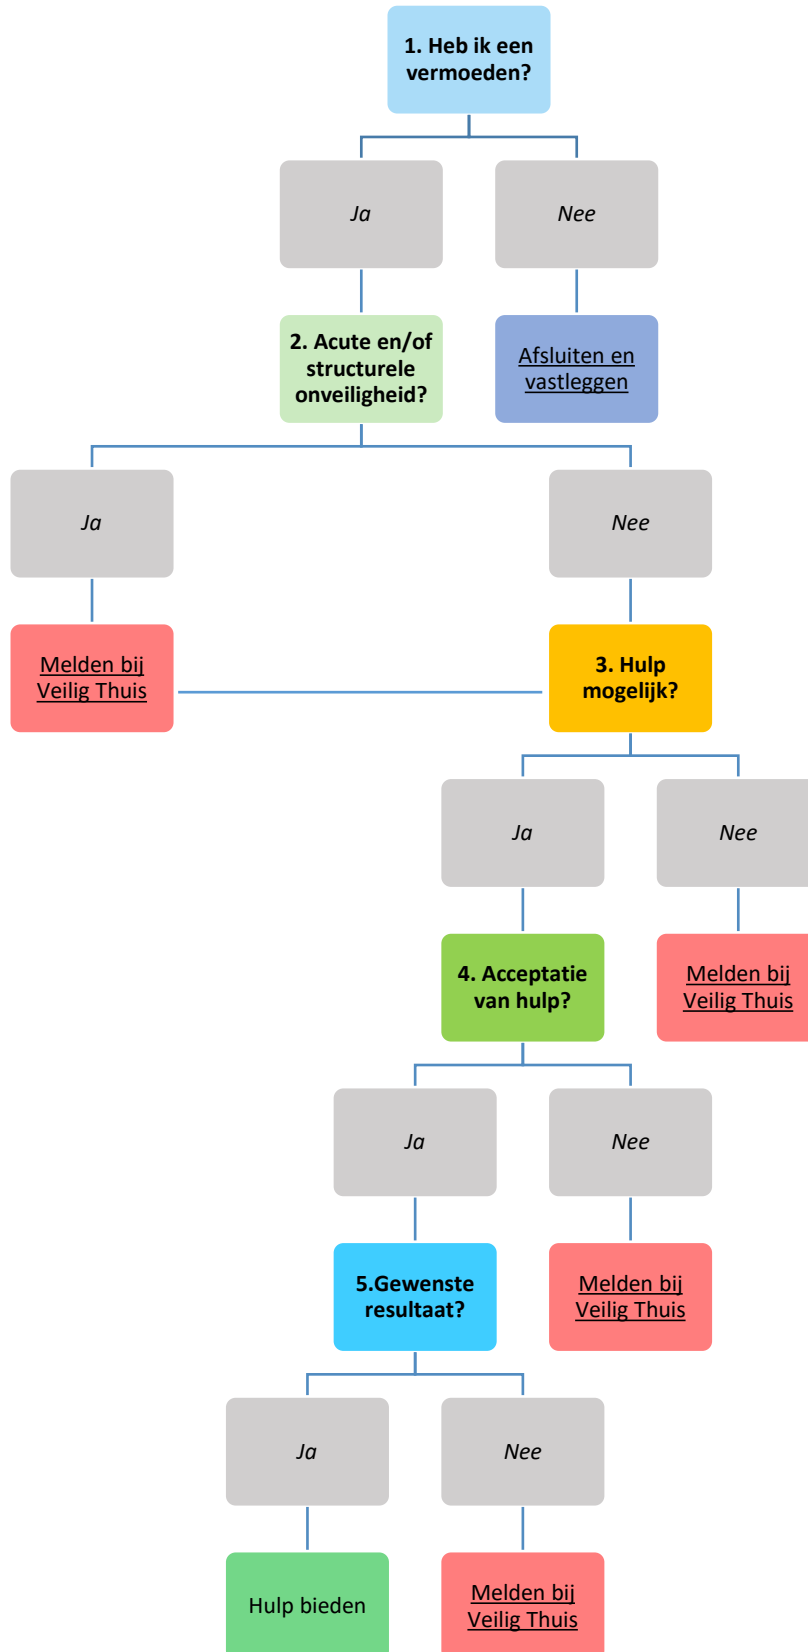 1. Heb ik een
vermoeden?
Ja
Nee
2. Acute en/of
structurele
onveiligheid?
Afsluiten en
vastleggen
Ja
Nee
Melden bij
Veilig Thuis
3. Hulp
mogelijk?
Ja
Nee
4. Acceptatie
van hulp?
Melden bij
Veilig Thuis
Ja
Nee
5.Gewenste
resultaat?
Melden bij
Veilig Thuis
Ja
Nee
Hulp bieden
Melden bij
Veilig Thuis